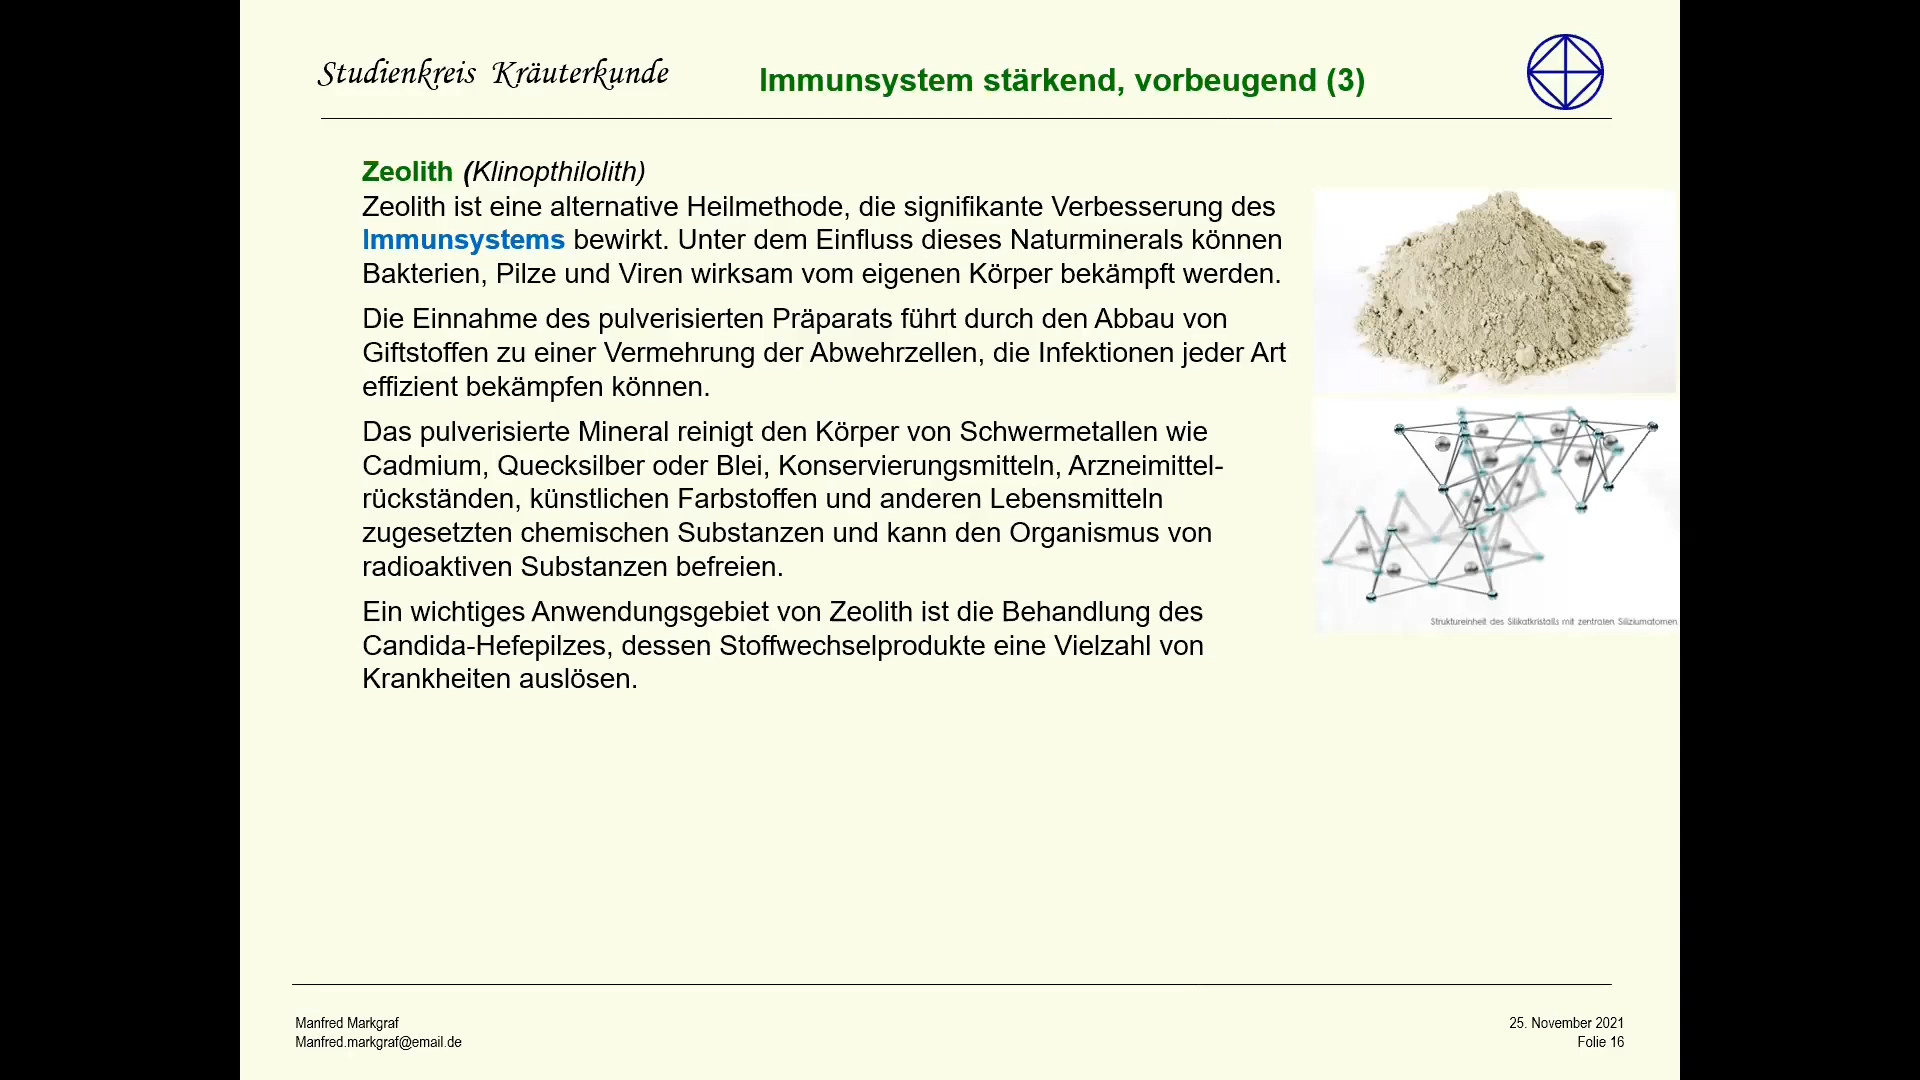 Studienkreis Kräuterkunde
Immunsystem stärkend, vorbeugend (3)
Zeolith (Klinopthilolith)
Zeolith ist eine alternative Heilmethode, die signifikante Verbesserung des
Immunsystems bewirkt. Unter dem Einfluss dieses Naturminerals können
Bakterien, Pilze und Viren wirksam vom eigenen Körper bekämpft werden.
Die Einnahme des pulverisierten Präparats führt durch den Abbau von
Giftstoffen zu einer Vermehrung der Abwehrzellen, die Infektionen jeder Art
effizient bekämpfen können.
Das pulverisierte Mineral reinigt den Körper von Schwermetallen wie
Cadmium, Quecksilber oder Blei, Konservierungsmitteln, Arzneimittel-
rückständen, künstlichen Farbstoffen und anderen Lebensmitteln
zugesetzten chemischen Substanzen und kann den Organismus von
radioaktiven Substanzen befreien.
Ein wichtiges Anwendungsgebiet von Zeolith ist die Behandlung des
Candida-Hefepilzes, dessen Stoffwechselprodukte eine Vielzahl von
Krankheiten auslösen.
Struktureinheit des Silikatkristalls mit zentralen Siliziumatomen
Manfred Markgraf
Manfred.markgraf@email.de
25. November 2021
Folie 16